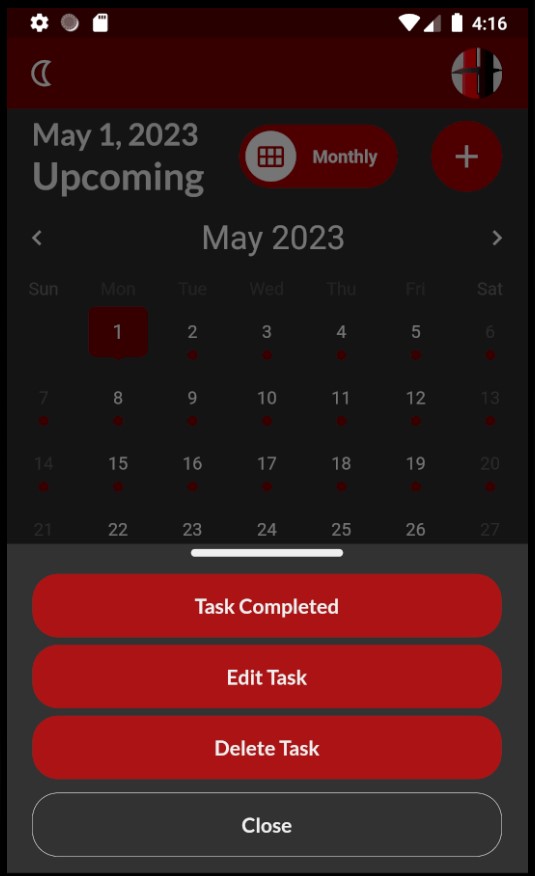 4:16
May 1, 2023
Upcoming
Monthly
May 2023
Sun Mon Tue Wed Thu Fri Sat
1 2 3 4 5 6
7 8 9 10 11 12 13
14 15 16 17 18 19 20
21 22 23 24 25 26 27
Task Completed
Edit Task
Delete Task
Close